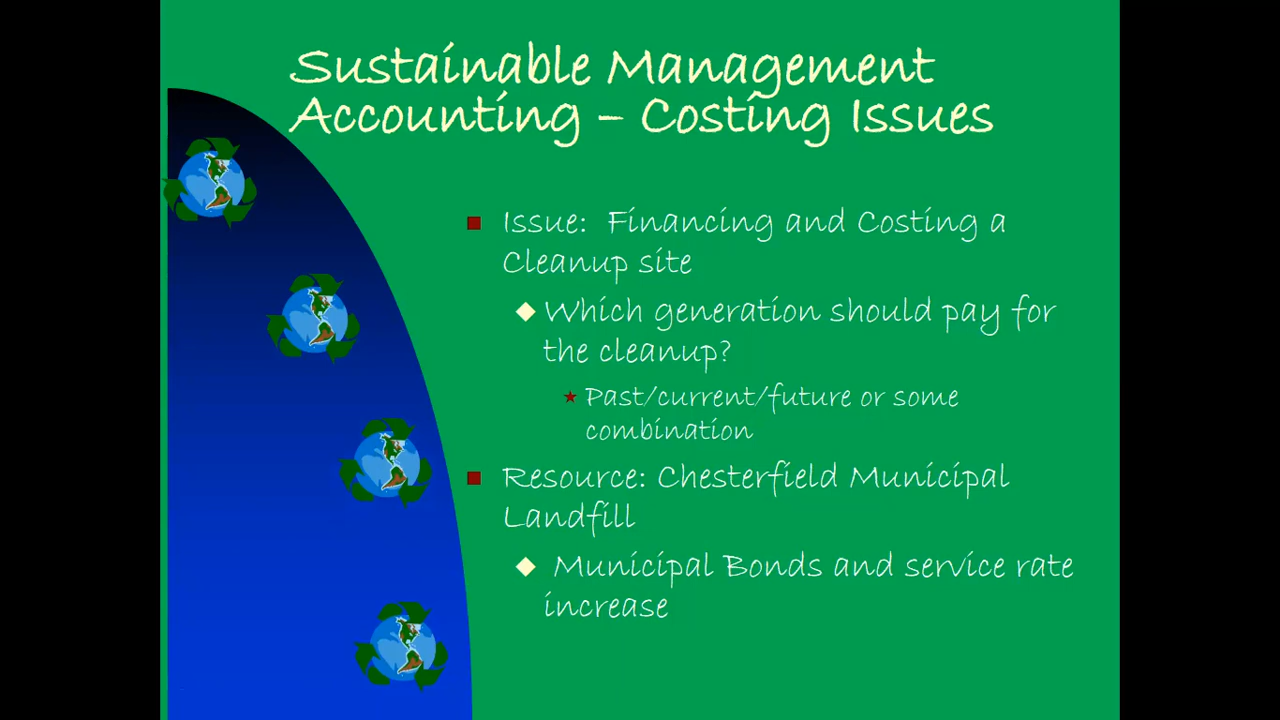 Sustainable Management
Accounting – Costing Issues
Issue: Financing and Costing a
Cleanup site
Which generation should pay for
the cleanup?
Past/current/future or some
combination
Resource: Chesterfield Municipal
Landfill
Municipal Bonds and service rate
increase